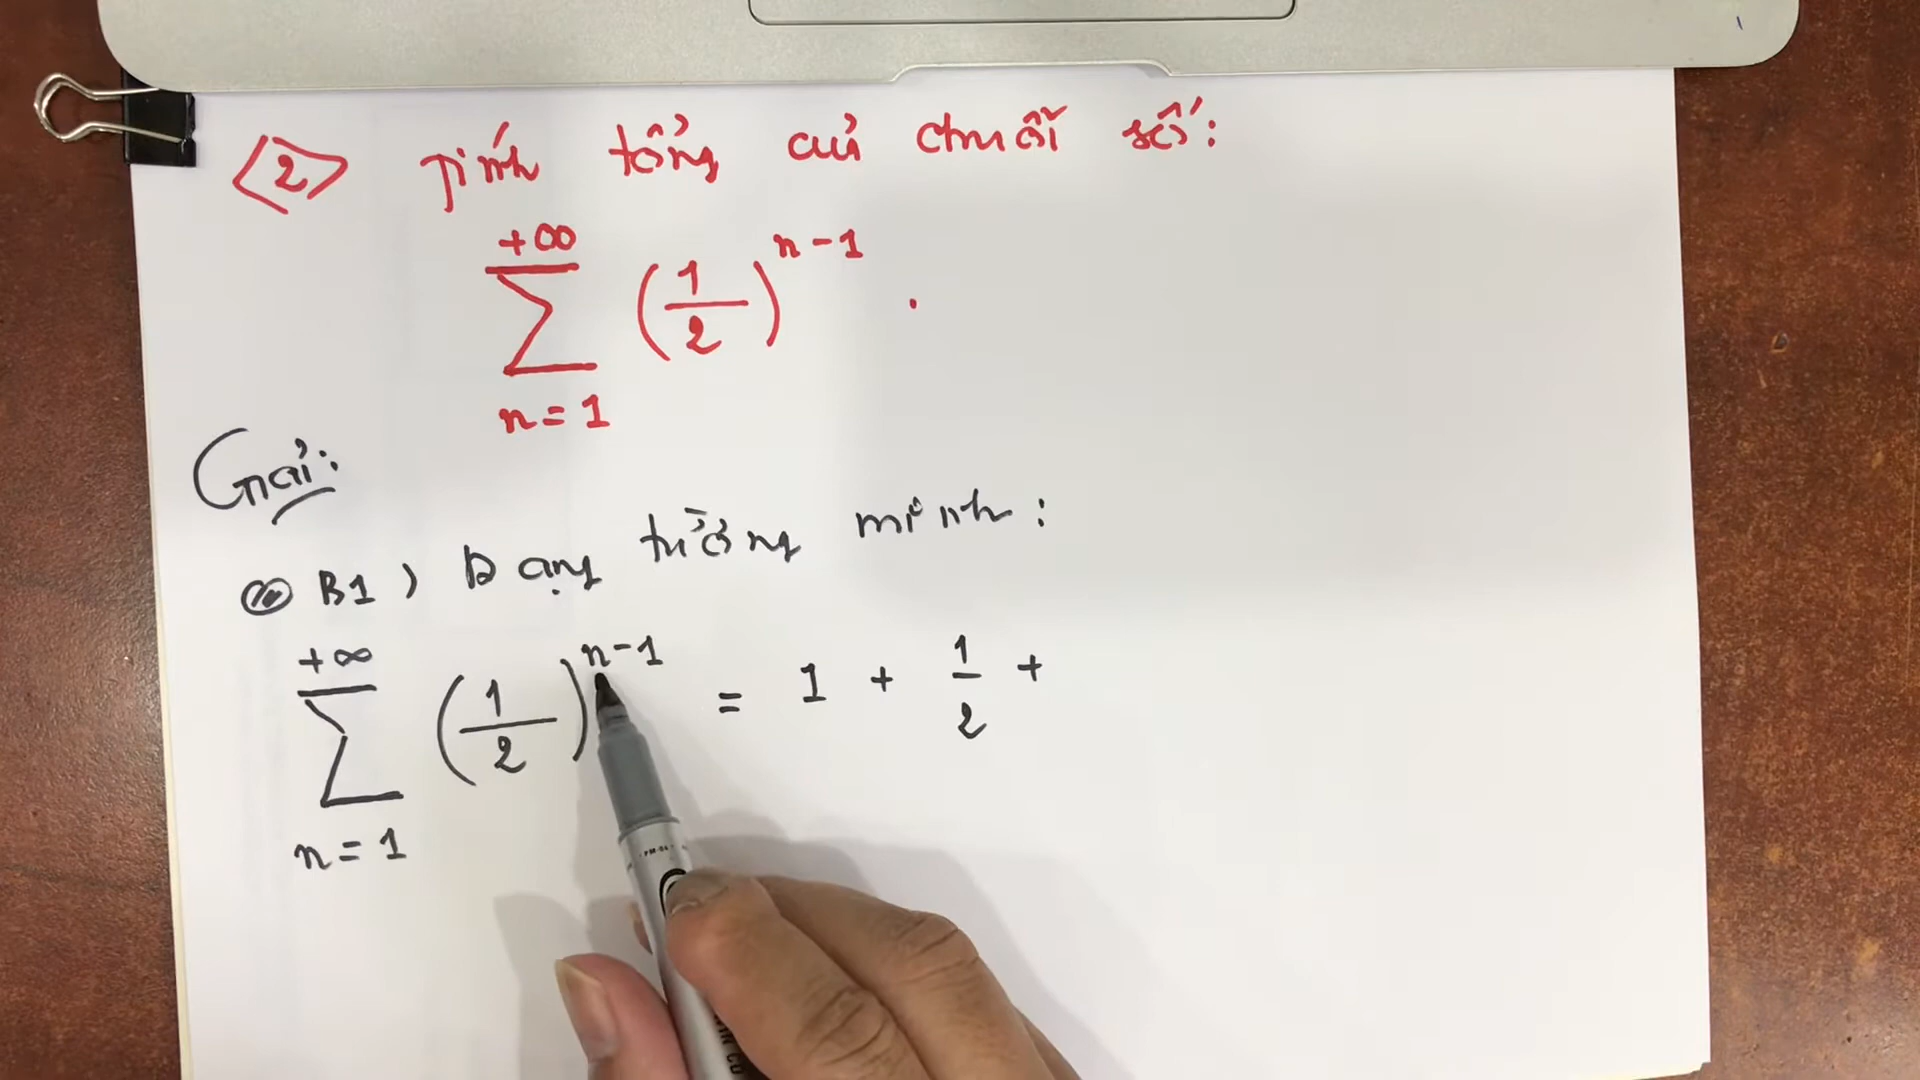 <2> Tính tổng củả chuỗi số:
+∞
∑ (1/2)^(n-1) .
n = 1
Giải:
B1) Dạng tường minh:
+∞
∑ (1/2)^(n-1) = 1 + 1/2 +
n = 1